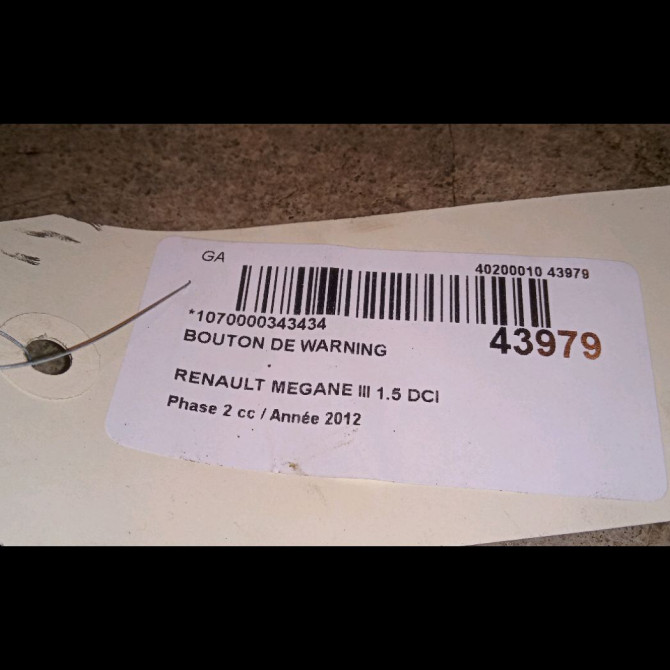 GA
40200010 43979
*1070000343434
43979
BOUTON DE WARNING
RENAULT MEGANE III 1.5 DCI
Phase 2 cc / Année 2012